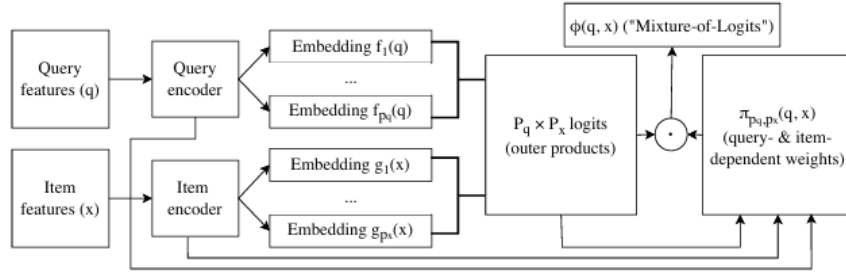 ϕ(q, x) ("Mixture-of-Logits")
Query
features (q)
Query
encoder
Embedding f₁(q)
...
Embedding f_{p_q}(q)
P_q × P_x logits
(outer products)
π_{p_q,p_x}(q, x)
(query- & item-
dependent weights)
Item
features (x)
Item
encoder
Embedding g₁(x)
...
Embedding g_{p_x}(x)